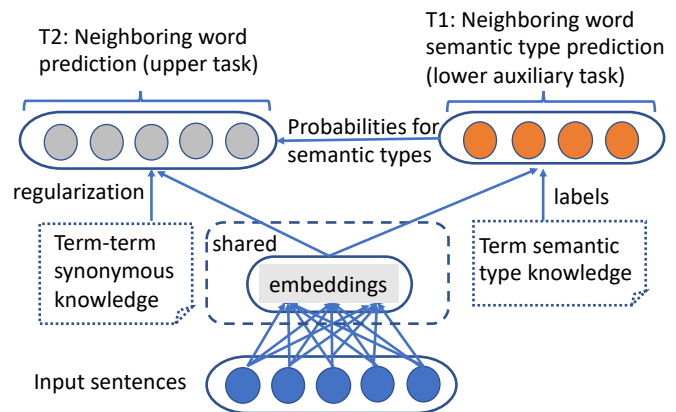 T2: Neighboring word
prediction (upper task)
T1: Neighboring word
semantic type prediction
(lower auxiliary task)
Probabilities for
semantic types
regularization
labels
Term-term
synonymous
knowledge
shared
embeddings
Term semantic
type knowledge
Input sentences